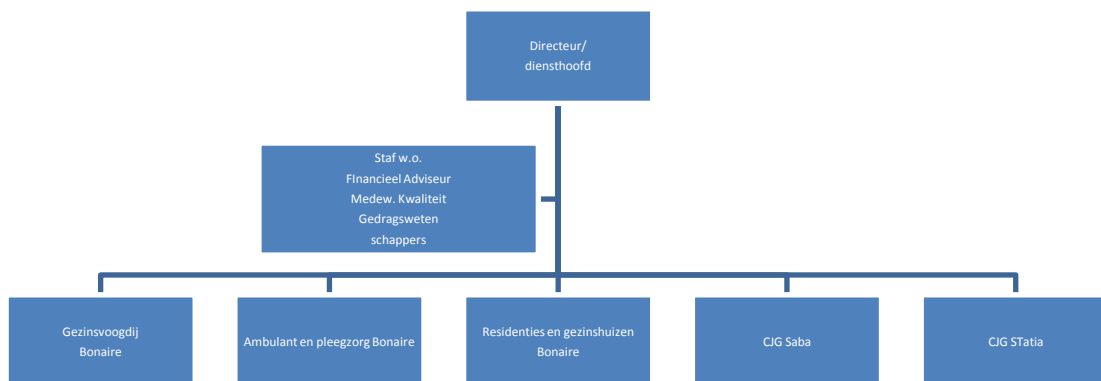 Directeur/
diensthoofd
Staf w.o.
FInancieel Adviseur
Medew. Kwaliteit
Gedragsweten
schappers
Gezinsvoogdij
Bonaire
Ambulant en pleegzorg Bonaire
Residenties en gezinshuizen
Bonaire
CJG Saba
CJG STatia